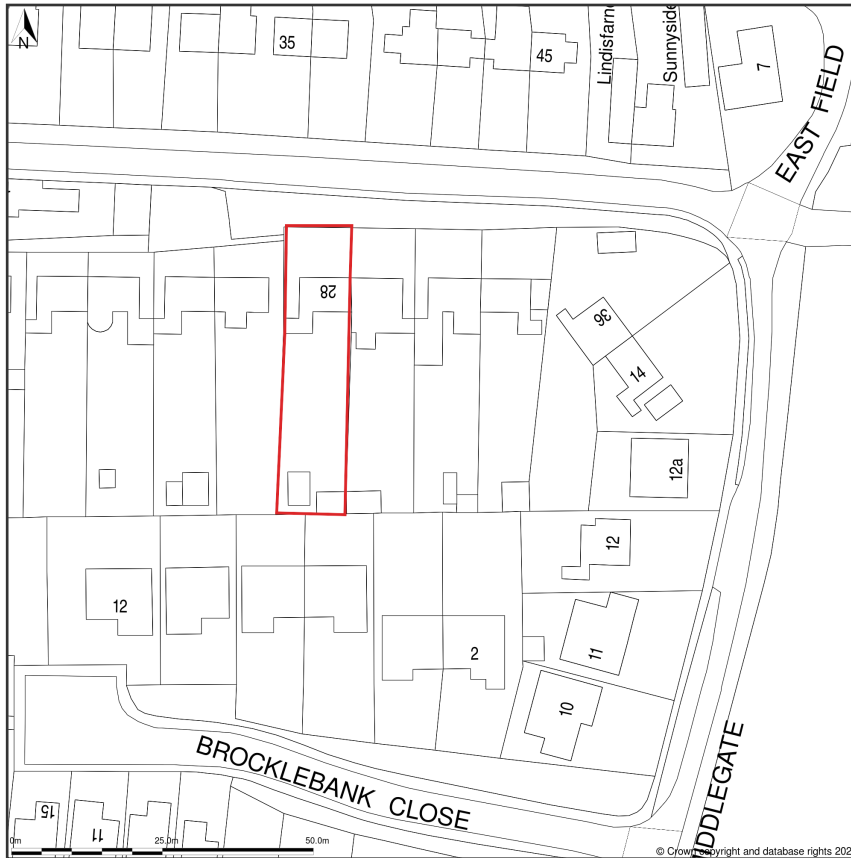 N
35
45
Lindisfarne
Sunnyside
7
EAST FIELD
28
36
14
12a
12
12
11
2
10
BROCKLEBANK CLOSE
MIDDLEGATE
15
11
0m
25.0m
50.0m
© Crown copyright and database rights 202